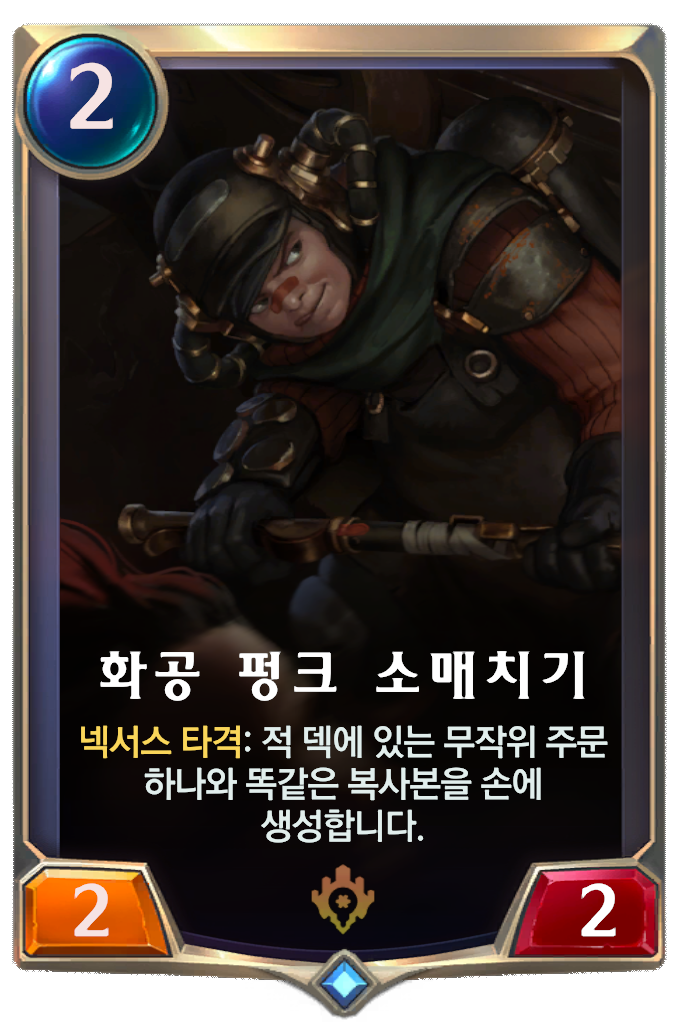 2
화공 펑크 소매치기
넥서스 타격: 적 덱에 있는 무작위 주문
하나와 똑같은 복사본을 손에
생성합니다.
2
2